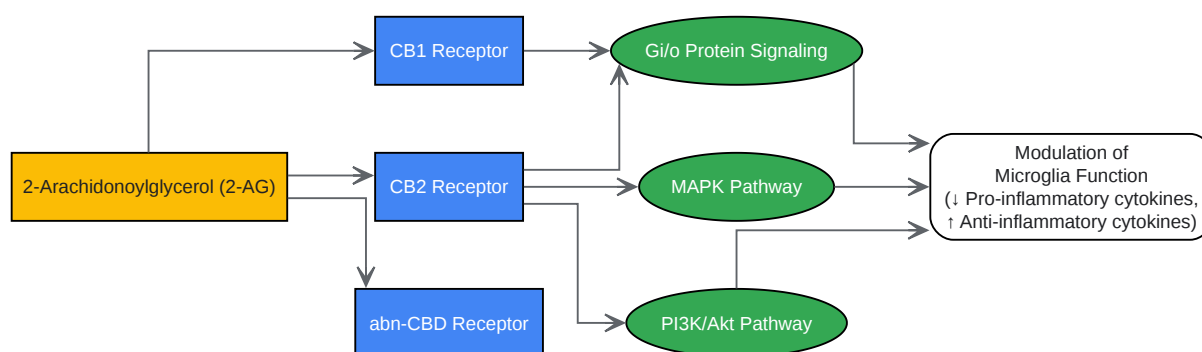 CB1 Receptor
Gi/o Protein Signaling
2-Arachidonoylglycerol (2-AG)
CB2 Receptor
MAPK Pathway
Modulation of
Microglia Function
(↓ Pro-inflammatory cytokines,
↑ Anti-inflammatory cytokines)
abn-CBD Receptor
PI3K/Akt Pathway